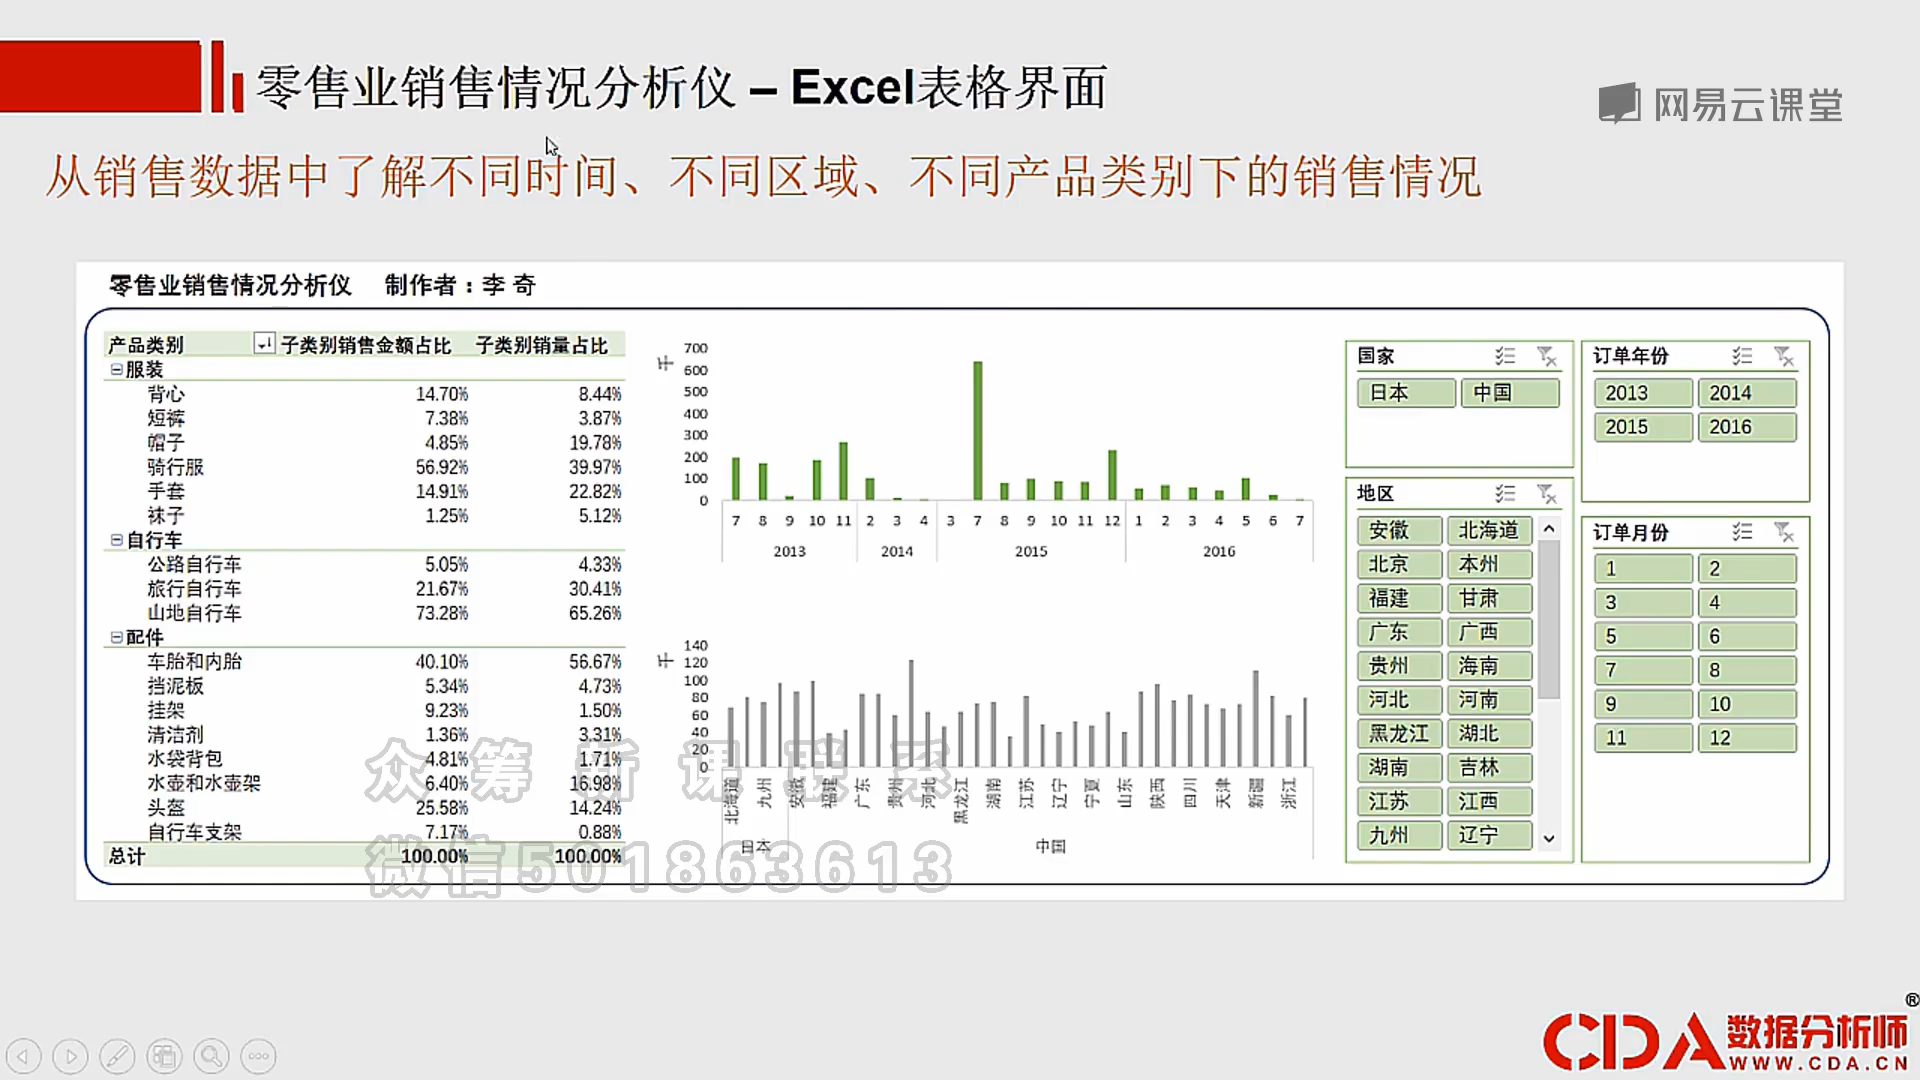 零售业销售情况分析仪 – Excel表格界面
网易云课堂
从销售数据中了解不同时间、不同区域、不同产品类别下的销售情况
零售业销售情况分析仪 制作者：李 奇
产品类别 子类别销售金额占比 子类别销量占比
服装
背心 14.70% 8.44%
短裤 7.38% 3.87%
帽子 4.85% 19.78%
骑行服 56.92% 39.97%
手套 14.91% 22.82%
袜子 1.25% 5.12%
自行车
公路自行车 5.05% 4.33%
旅行自行车 21.67% 30.41%
山地自行车 73.28% 65.26%
配件
车胎和内胎 40.10% 56.67%
挡泥板 5.34% 4.73%
挂架 9.23% 1.50%
清洁剂 1.36% 3.31%
水袋背包 4.81% 1.71%
水壶和水壶架 6.40% 16.98%
头盔 25.58% 14.24%
自行车支架 7.17% 0.88%
总计 100.00% 100.00%
千
700
600
500
400
300
200
100
0
7 8 9 10 11 2 3 4 3 7 8 9 10 11 12 1 2 3 4 5 6 7
2013 2014 2015 2016
千
140
120
100
80
60
40
20
0
北海道 九州 安徽 福建 广东 贵州 河北 黑龙江 湖南 江苏 辽宁 宁夏 山东 陕西 四川 天津 新疆 浙江
日本 中国
国家
日本 中国
地区
安徽 北海道
北京 本州
福建 甘肃
广东 广西
贵州 海南
河北 河南
黑龙江 湖北
湖南 吉林
江苏 江西
九州 辽宁
订单年份
2013 2014
2015 2016
订单月份
1 2
3 4
5 6
7 8
9 10
11 12
众筹新课联系
微信501863613
CDA数据分析师®
WWW.CDA.CN